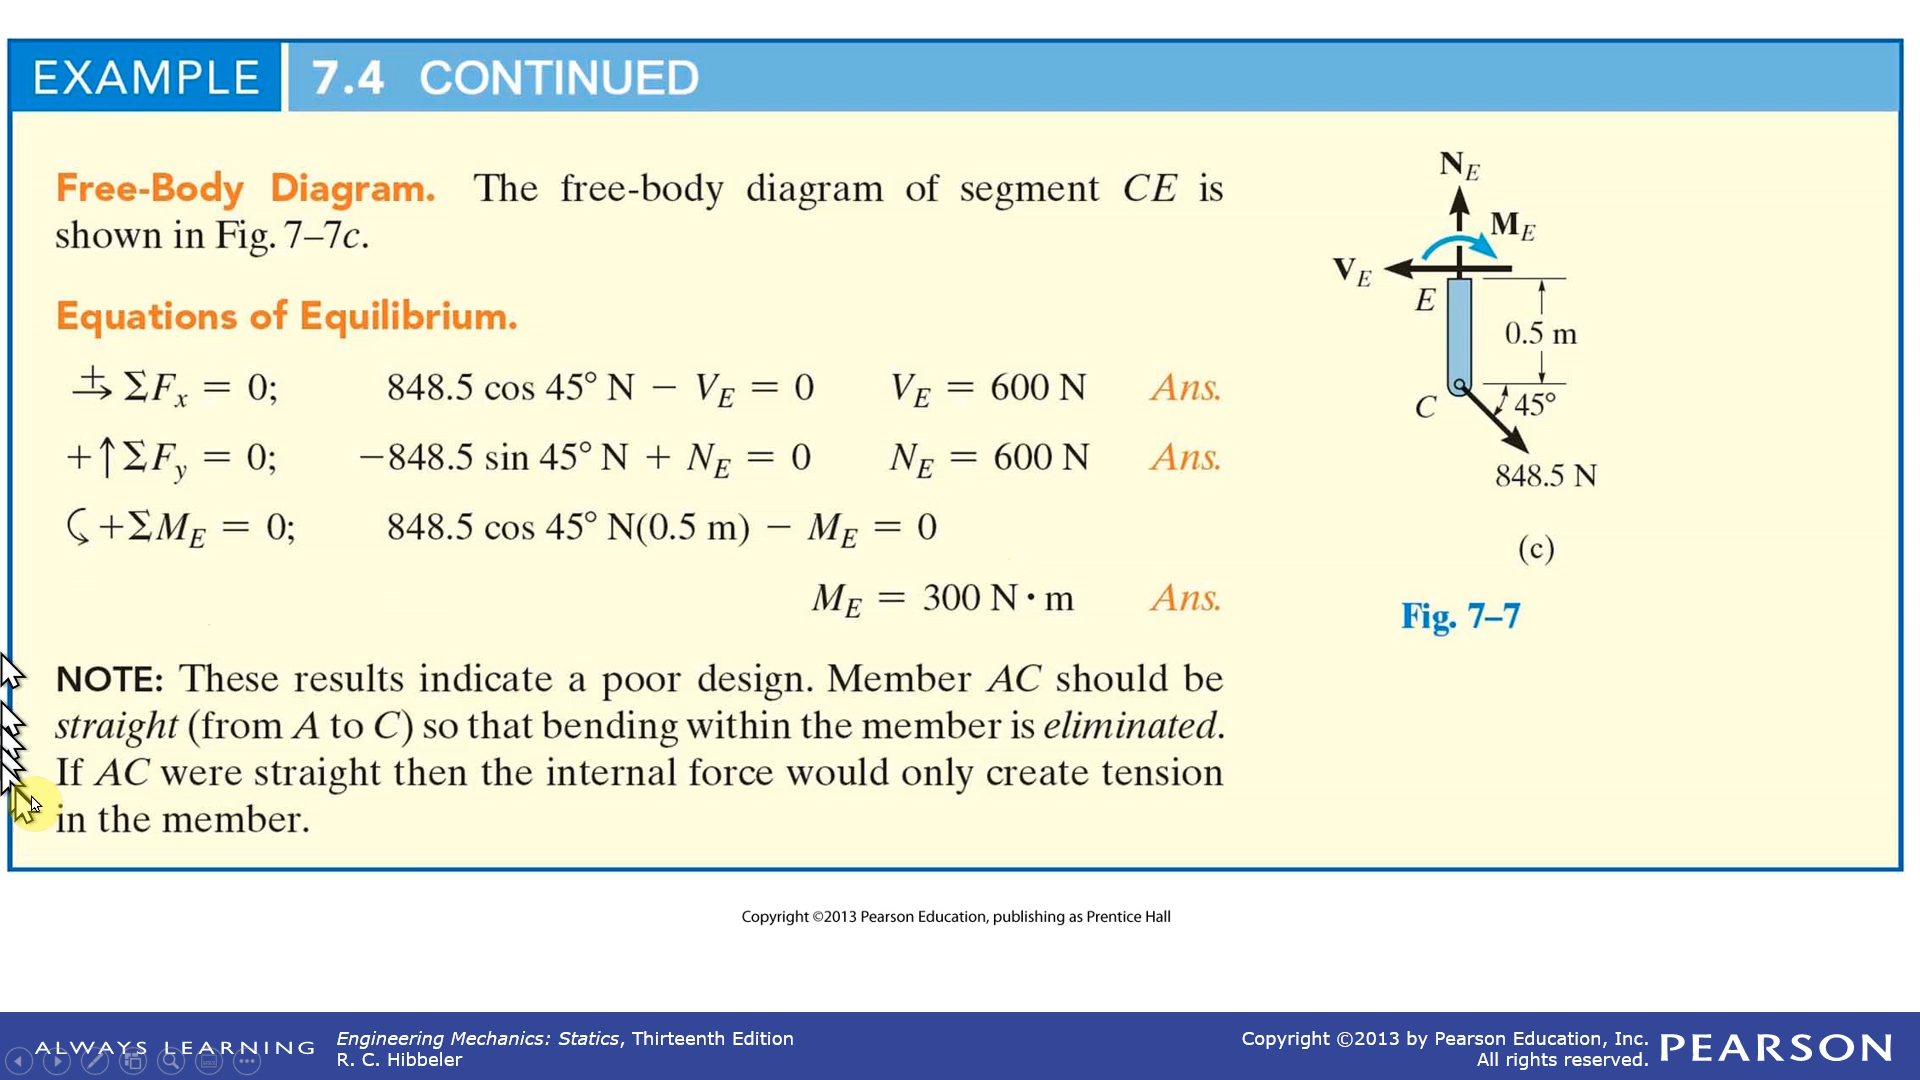 EXAMPLE 7.4 CONTINUED
Free-Body Diagram. The free-body diagram of segment CE is
shown in Fig. 7–7c.
Equations of Equilibrium.
→+ ΣF_x = 0; 848.5 cos 45° N − V_E = 0 V_E = 600 N Ans.
+↑ΣF_y = 0; −848.5 sin 45° N + N_E = 0 N_E = 600 N Ans.
⤹+ΣM_E = 0; 848.5 cos 45° N(0.5 m) − M_E = 0
M_E = 300 N · m Ans.
NOTE: These results indicate a poor design. Member AC should be
straight (from A to C) so that bending within the member is eliminated.
If AC were straight then the internal force would only create tension
in the member.
N_E
M_E
V_E
E
0.5 m
C
45°
848.5 N
(c)
Fig. 7–7
Copyright ©2013 Pearson Education, publishing as Prentice Hall
ALWAYS LEARNING
Engineering Mechanics: Statics, Thirteenth Edition
R. C. Hibbeler
Copyright ©2013 by Pearson Education, Inc.
All rights reserved.
PEARSON